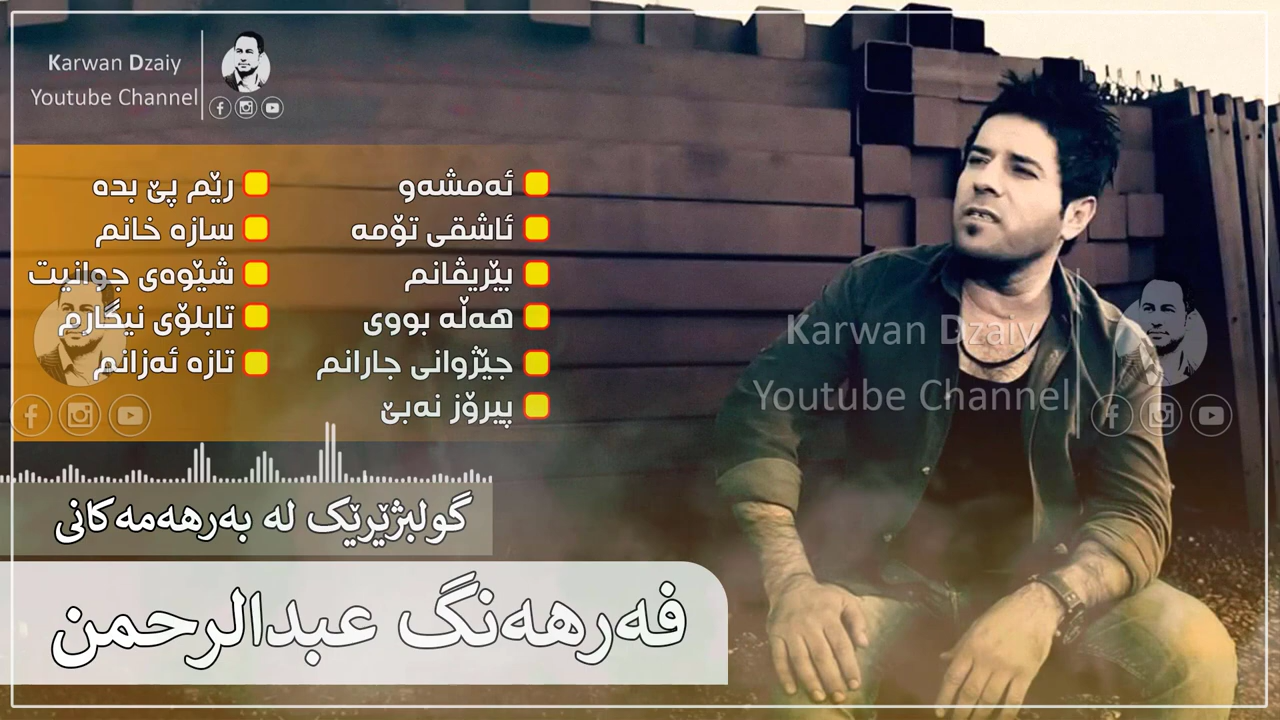 Karwan Dzaiy
Youtube Channel
ئەمشەو
ئاشقی تۆمە
بێریڤانم
هەڵە بووی
جێژوانی جارانم
پیرۆز نەبێ
رێم پێ بدە
سازە خانم
شێوەی جوانیت
تابلۆی نیگارم
تازە ئەزانم
Karwan Dzaiy
Youtube Channel
گولبژێرێک لە بەرهەمەکانی
فەرهەنگ عبدالرحمن